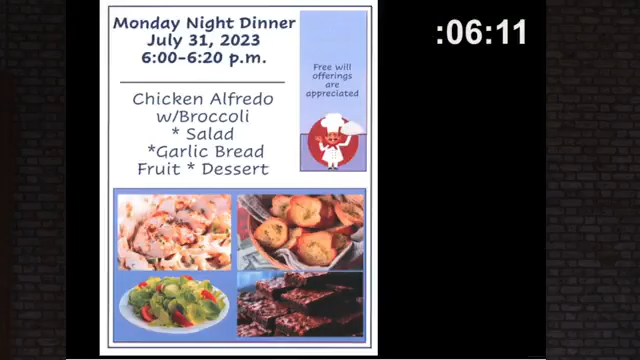 Monday Night Dinner
July 31, 2023
6:00-6:20 p.m.
Chicken Alfredo
w/Broccoli
* Salad
*Garlic Bread
Fruit * Dessert
Free will
offerings
are
appreciated
:06:11